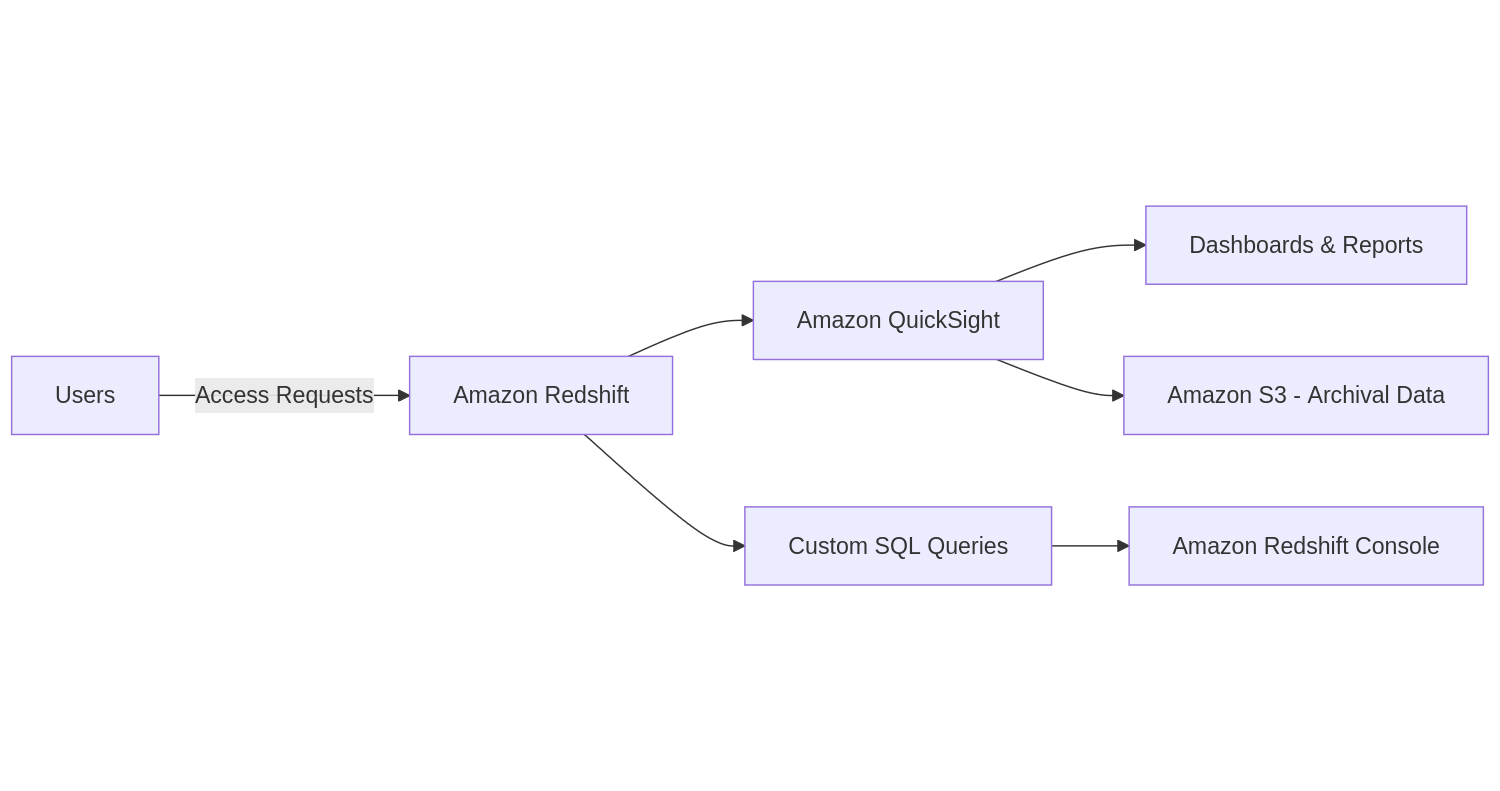 Users
Access Requests
Amazon Redshift
Amazon QuickSight
Custom SQL Queries
Dashboards & Reports
Amazon S3 - Archival Data
Amazon Redshift Console